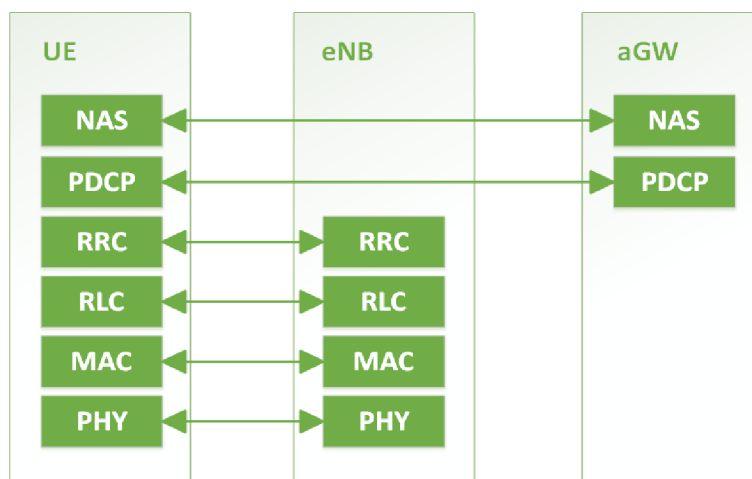 UE eNB aGW
NAS NAS
PDCP PDCP
RRC RRC
RLC RLC
MAC MAC
PHY PHY